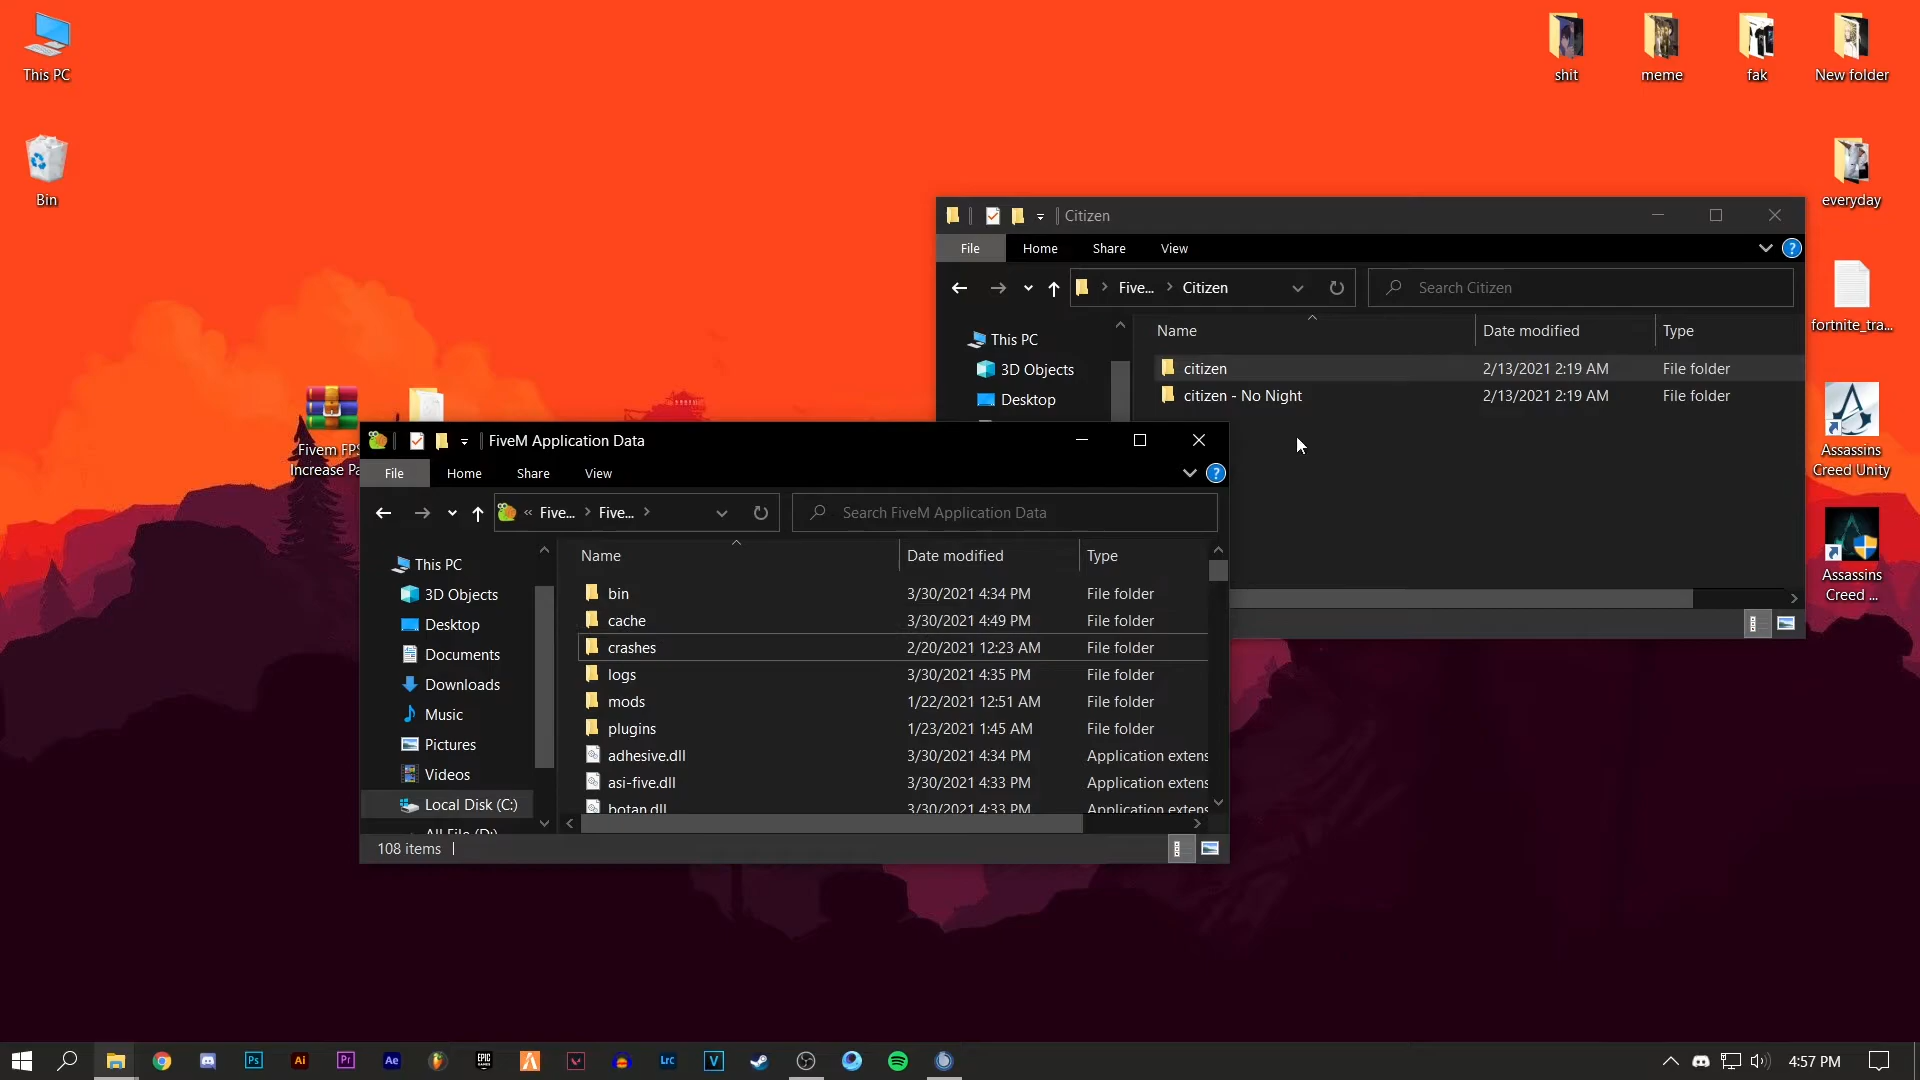 This PC
Bin
shit
meme
fak
New folder
everyday
fortnite_tra...
Assassins
Creed Unity
Assassins
Creed ...
Fivem FPS
Increase Pa
Citizen
File
Home
Share
View
Five...
Citizen
Search Citizen
Name
Date modified
Type
This PC
3D Objects
Desktop
citizen
2/13/2021 2:19 AM
File folder
citizen - No Night
2/13/2021 2:19 AM
File folder
FiveM Application Data
File
Home
Share
View
« Five...
Five...
Search FiveM Application Data
Name
Date modified
Type
This PC
3D Objects
Desktop
Documents
Downloads
Music
Pictures
Videos
Local Disk (C:)
All File (D:)
bin
3/30/2021 4:34 PM
File folder
cache
3/30/2021 4:49 PM
File folder
crashes
2/20/2021 12:23 AM
File folder
logs
3/30/2021 4:35 PM
File folder
mods
1/22/2021 12:51 AM
File folder
plugins
1/23/2021 1:45 AM
File folder
adhesive.dll
3/30/2021 4:34 PM
Application extens
asi-five.dll
3/30/2021 4:33 PM
Application extens
botan.dll
3/30/2021 4:33 PM
Application extens
108 items
Ps
Ai
Pr
Ae
EPIC
GAMES
Lrc
V
4:57 PM